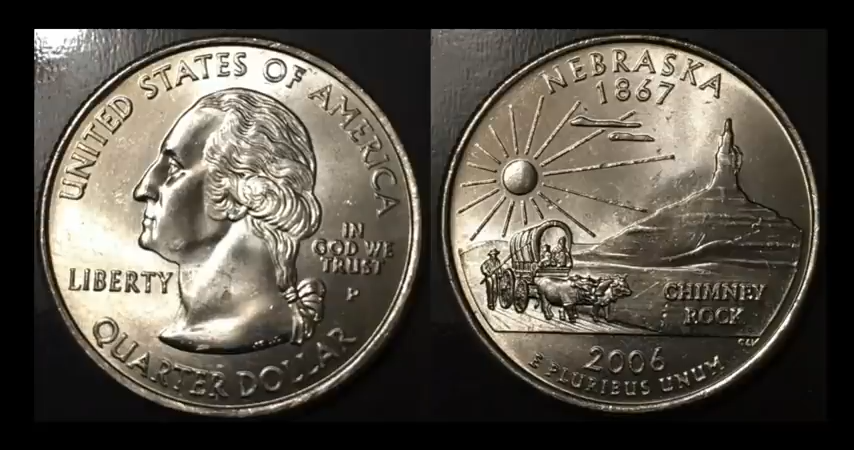 UNITED STATES OF AMERICA
LIBERTY
IN
GOD WE
TRUST
P
QUARTER DOLLAR
NEBRASKA
1867
CHIMNEY
ROCK
2006
E PLURIBUS UNUM